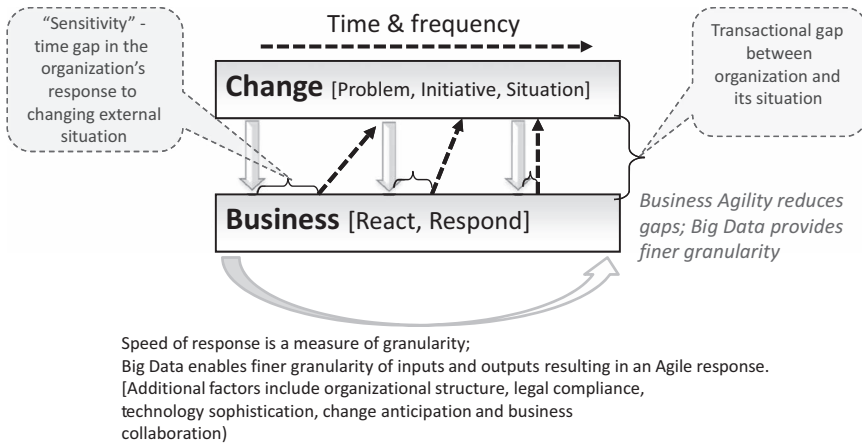 “Sensitivity” -
time gap in the
organization’s
response to
changing external
situation
Time & frequency
Transactional gap
between
organization and
its situation
Change [Problem, Initiative, Situation]
Business [React, Respond]
Business Agility reduces
gaps; Big Data provides
finer granularity
Speed of response is a measure of granularity;
Big Data enables finer granularity of inputs and outputs resulting in an Agile response.
[Additional factors include organizational structure, legal compliance,
technology sophistication, change anticipation and business
collaboration)